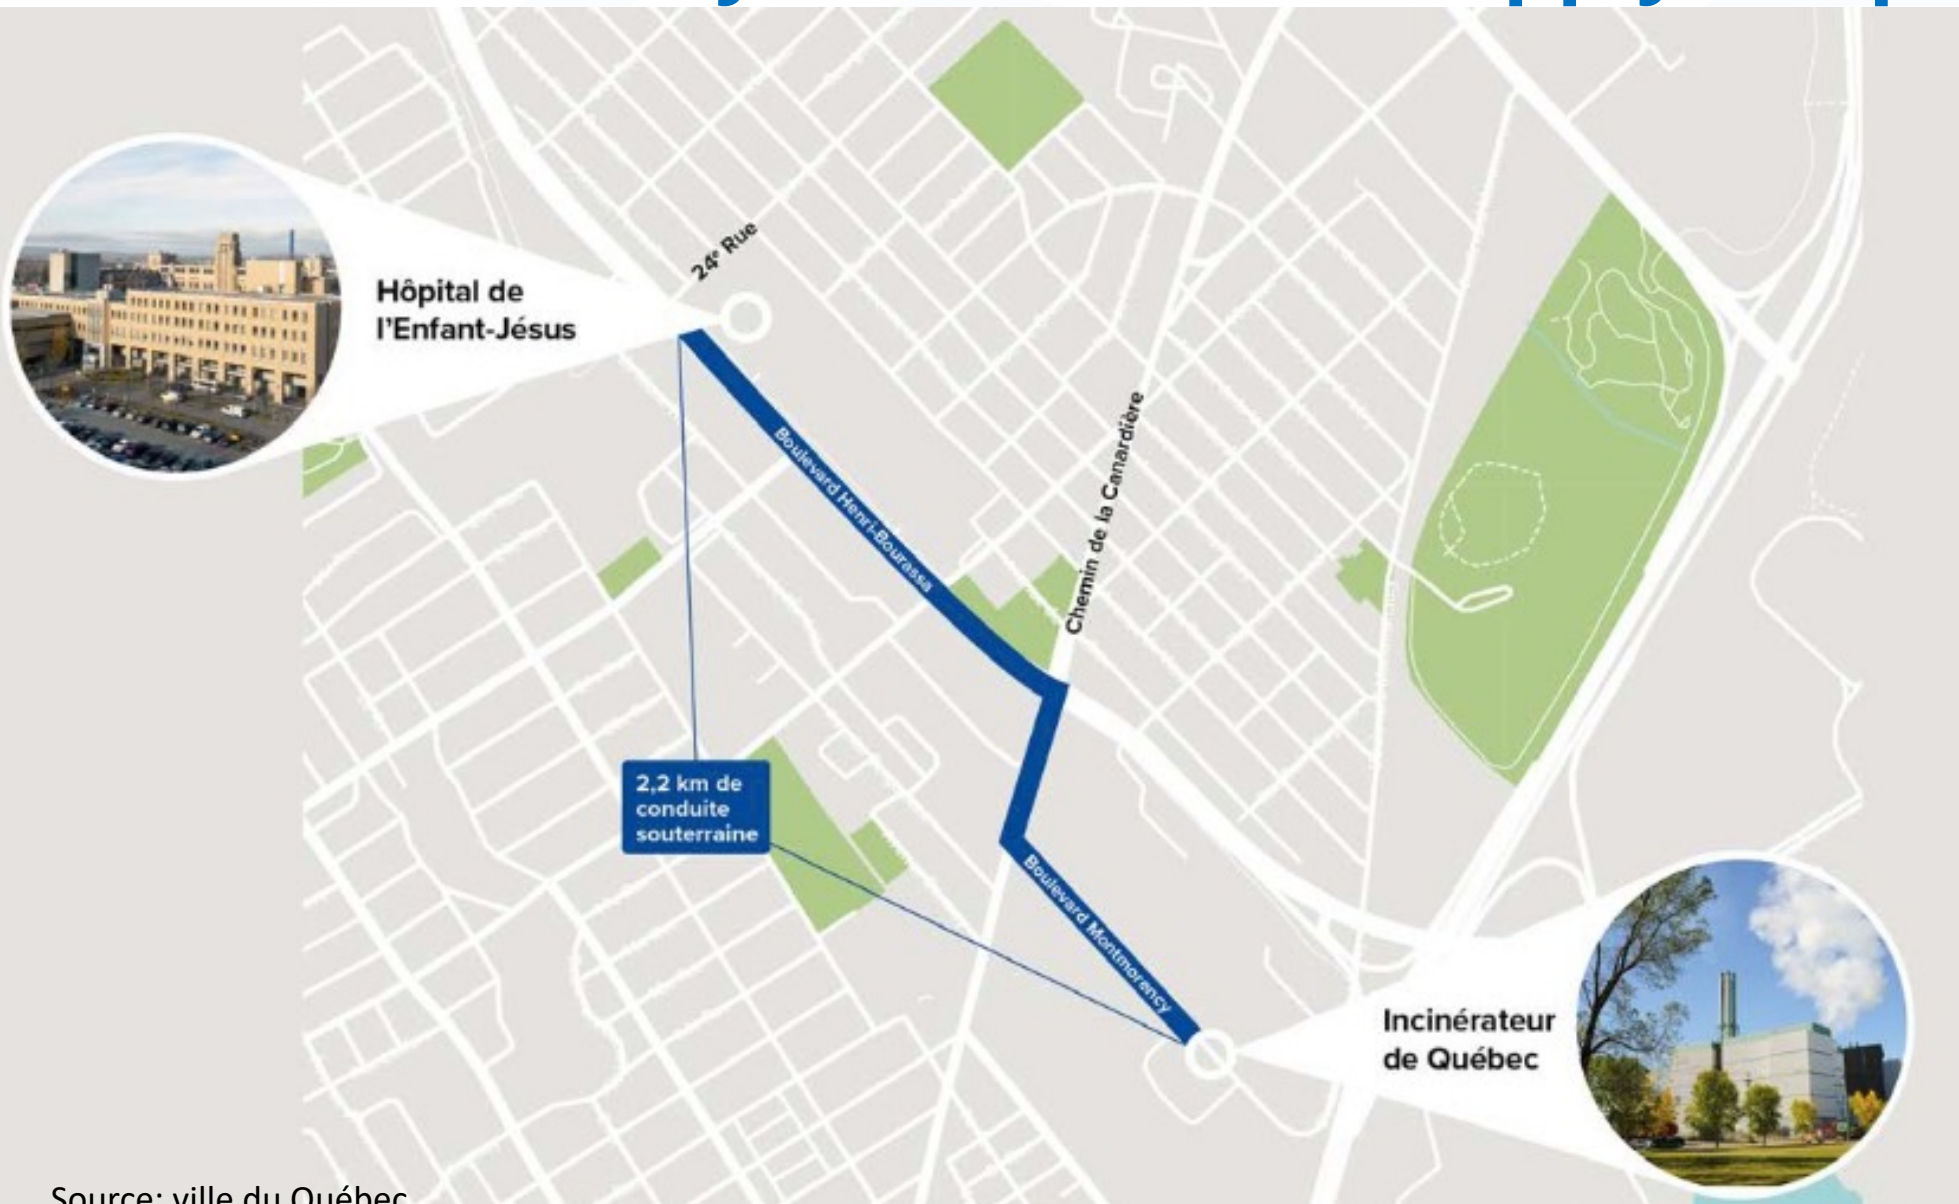 24e Rue
Hôpital de
l'Enfant-Jésus
Boulevard Henri-Bourassa
Chemin de la Canardière
2,2 km de
conduite
souterraine
Boulevard Montmorency
Incinérateur
de Québec
Source: ville du Québec